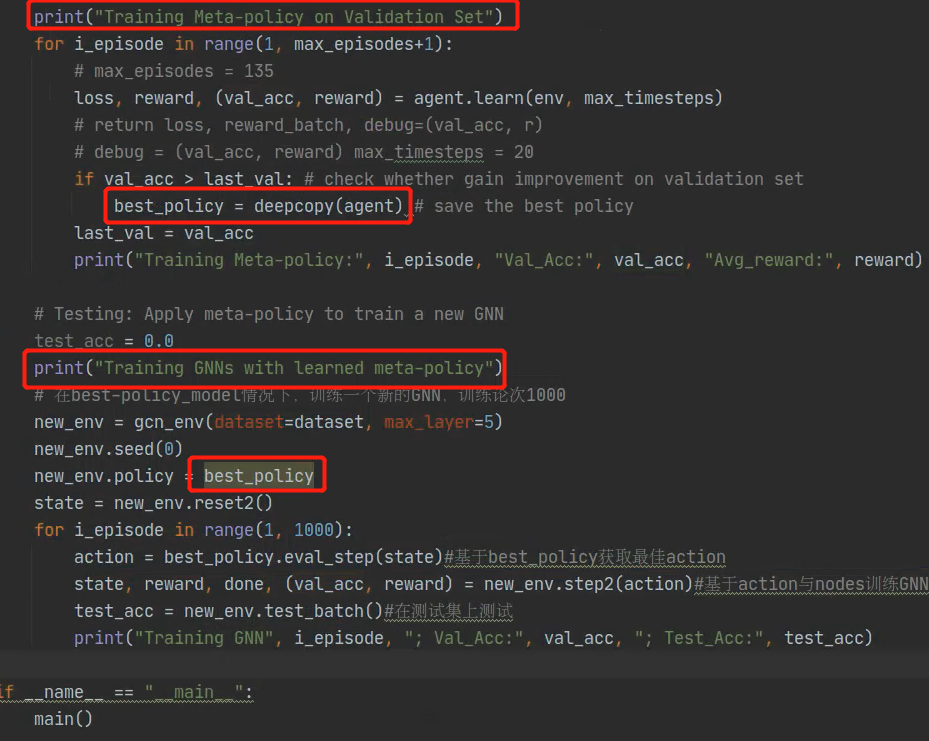 print("Training Meta-policy on Validation Set")
for i_episode in range(1, max_episodes+1):
    # max_episodes = 135
    loss, reward, (val_acc, reward) = agent.learn(env, max_timesteps)
    # return loss, reward_batch, debug=(val_acc, r)
    # debug = (val_acc, reward) max_timesteps = 20
    if val_acc > last_val: # check whether gain improvement on validation set
        best_policy = deepcopy(agent) # save the best policy
    last_val = val_acc
    print("Training Meta-policy:", i_episode, "Val_Acc:", val_acc, "Avg_reward:", reward)
# Testing: Apply meta-policy to train a new GNN
test_acc = 0.0
print("Training GNNs with learned meta-policy")
# 在best-policy_model情况下，训练一个新的GNN，训练论次1000
new_env = gcn_env(dataset=dataset, max_layer=5)
new_env.seed(0)
new_env.policy = best_policy
state = new_env.reset2()
for i_episode in range(1, 1000):
    action = best_policy.eval_step(state)#基于best_policy获取最佳action
    state, reward, done, (val_acc, reward) = new_env.step2(action)#基于action与nodes训练GNN
    test_acc = new_env.test_batch()#在测试集上测试
    print("Training GNN", i_episode, "; Val_Acc:", val_acc, "; Test_Acc:", test_acc)
if __name__ == "__main__":
    main()